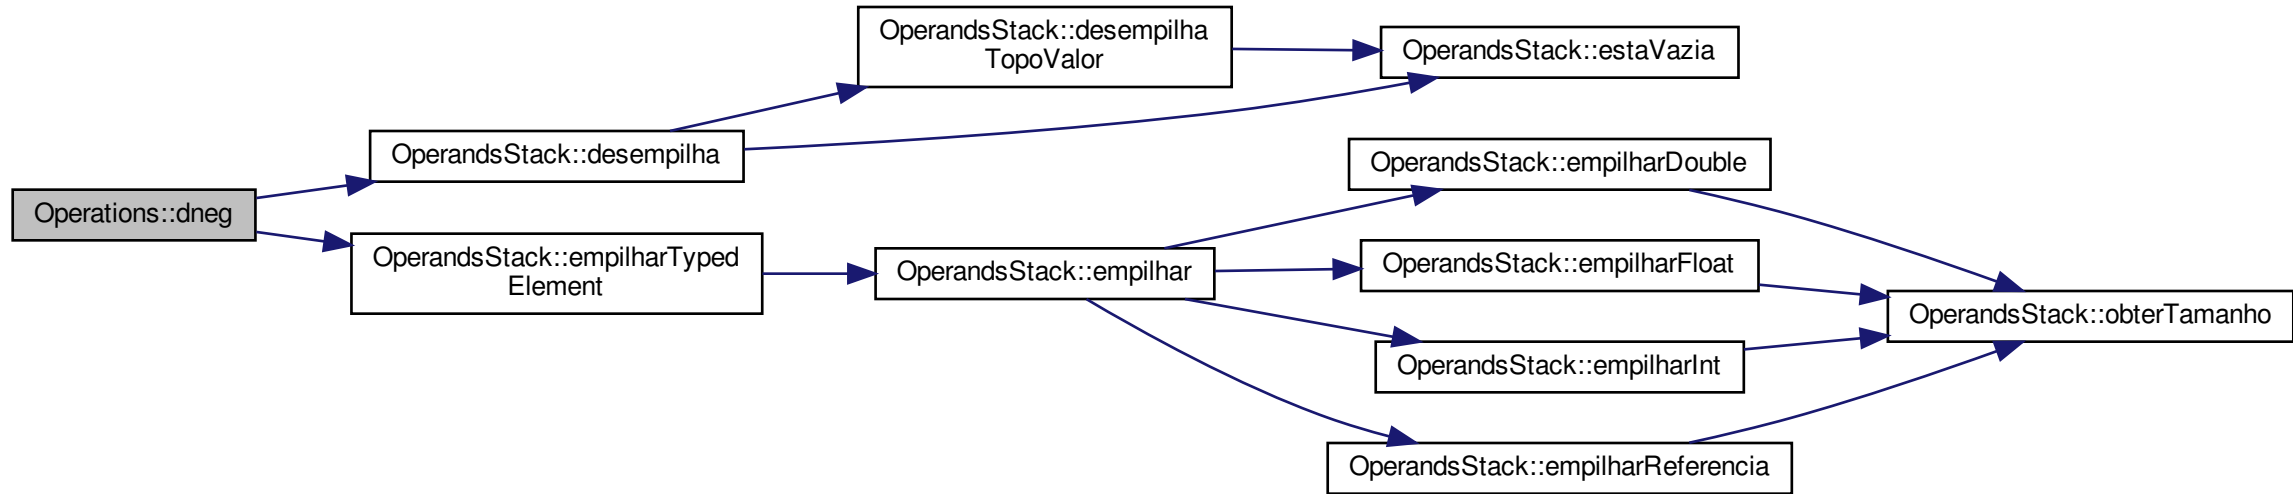 Operations::dneg
OperandsStack::desempilha
OperandsStack::desempilha
TopoValor
OperandsStack::estaVazia
OperandsStack::empilharTyped
Element
OperandsStack::empilhar
OperandsStack::empilharDouble
OperandsStack::empilharFloat
OperandsStack::empilharInt
OperandsStack::empilharReferencia
OperandsStack::obterTamanho